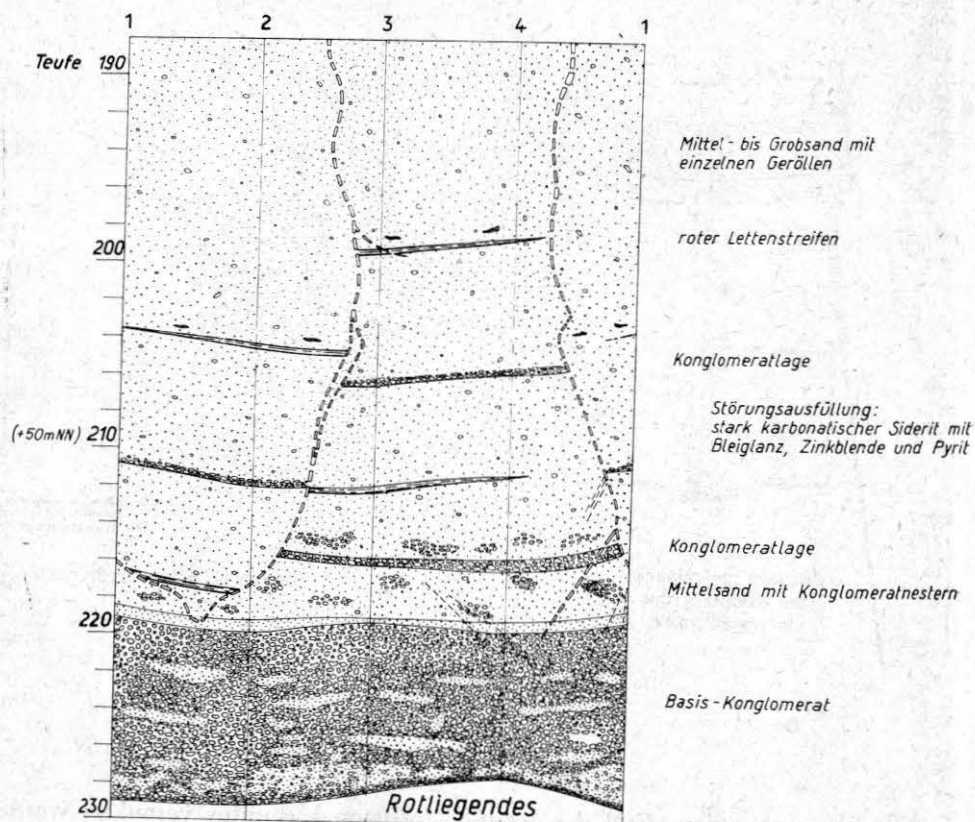 1 2 3 4 1
Teufe 190
Mittel- bis Grobsand mit
einzelnen Geröllen
200
roter Lettenstreifen
Konglomeratlage
Störungsausfüllung:
stark karbonatischer Siderit mit
Bleiglanz, Zinkblende und Pyrit
(+50mNN) 210
Konglomeratlage
Mittelsand mit Konglomeratnestern
220
Basis-Konglomerat
230
Rotliegendes